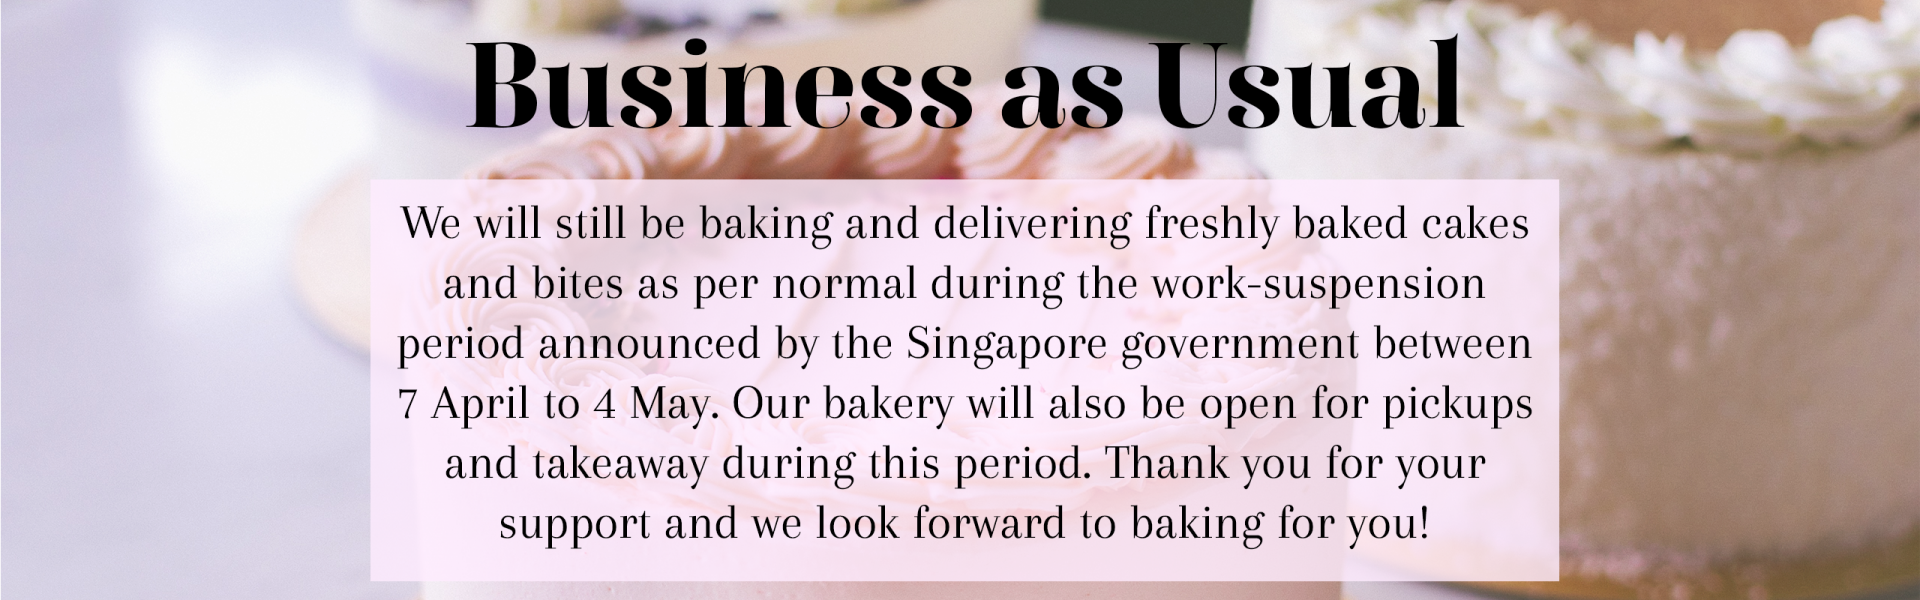 Business as Usual
We will still be baking and delivering freshly baked cakes
and bites as per normal during the work-suspension
period announced by the Singapore government between
7 April to 4 May. Our bakery will also be open for pickups
and takeaway during this period. Thank you for your
support and we look forward to baking for you!